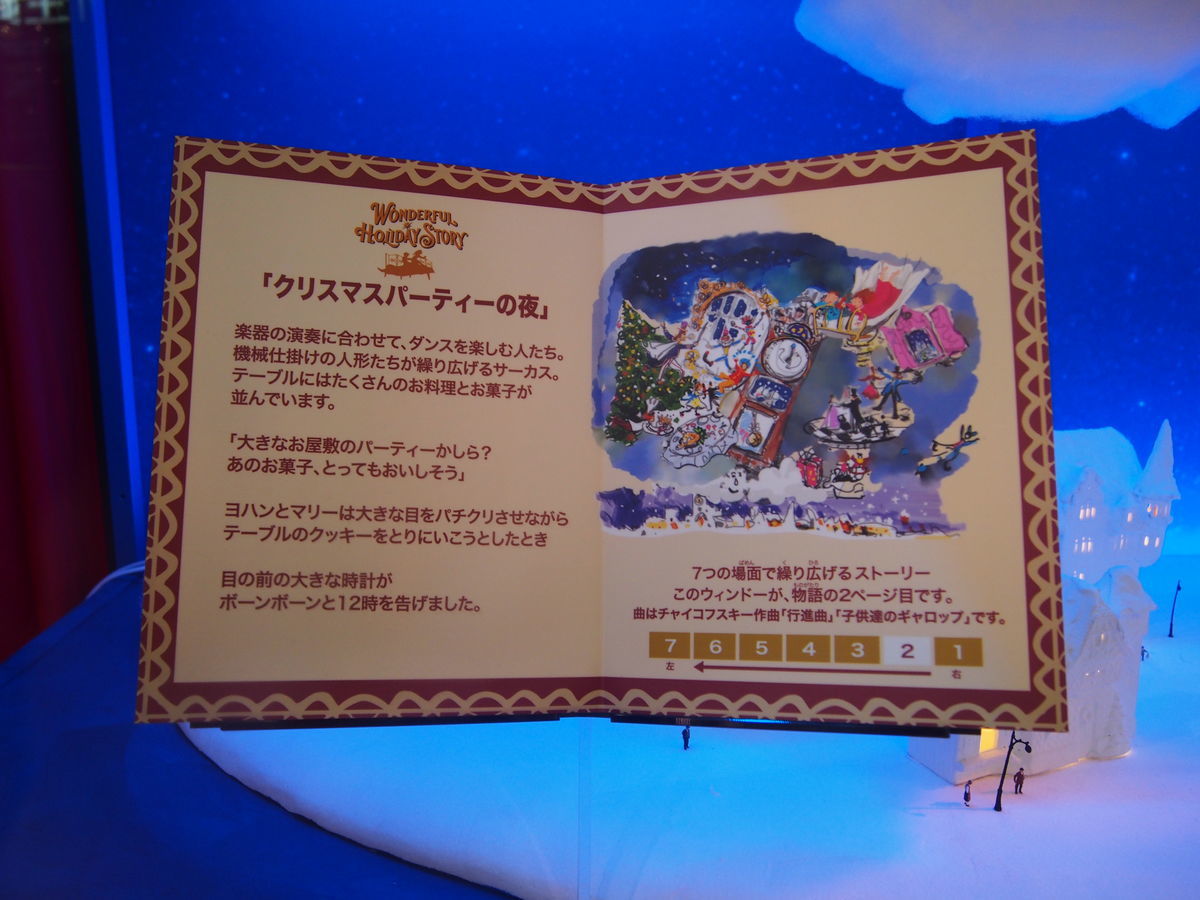 WONDERFUL
HOLIDAY STORY
「クリスマスパーティーの夜」
楽器の演奏に合わせて、ダンスを楽しむ人たち。
機械仕掛けの人形たちが繰り広げるサーカス。
テーブルにはたくさんのお料理とお菓子が
並んでいます。
「大きなお屋敷のパーティーかしら?
あのお菓子、とってもおいしそう」
ヨハンとマリーは大きな目をパチクリさせながら
テーブルのクッキーをとりにいこうとしたとき
目の前の大きな時計が
ボーンボーンと12時を告げました。
7つの場面で繰り広げるストーリー
このウィンドーが、物語の2ページ目です。
曲はチャイコフスキー作曲「行進曲」「子供達のギャロップ」です。
7 6 5 4 3 2 1
左 右